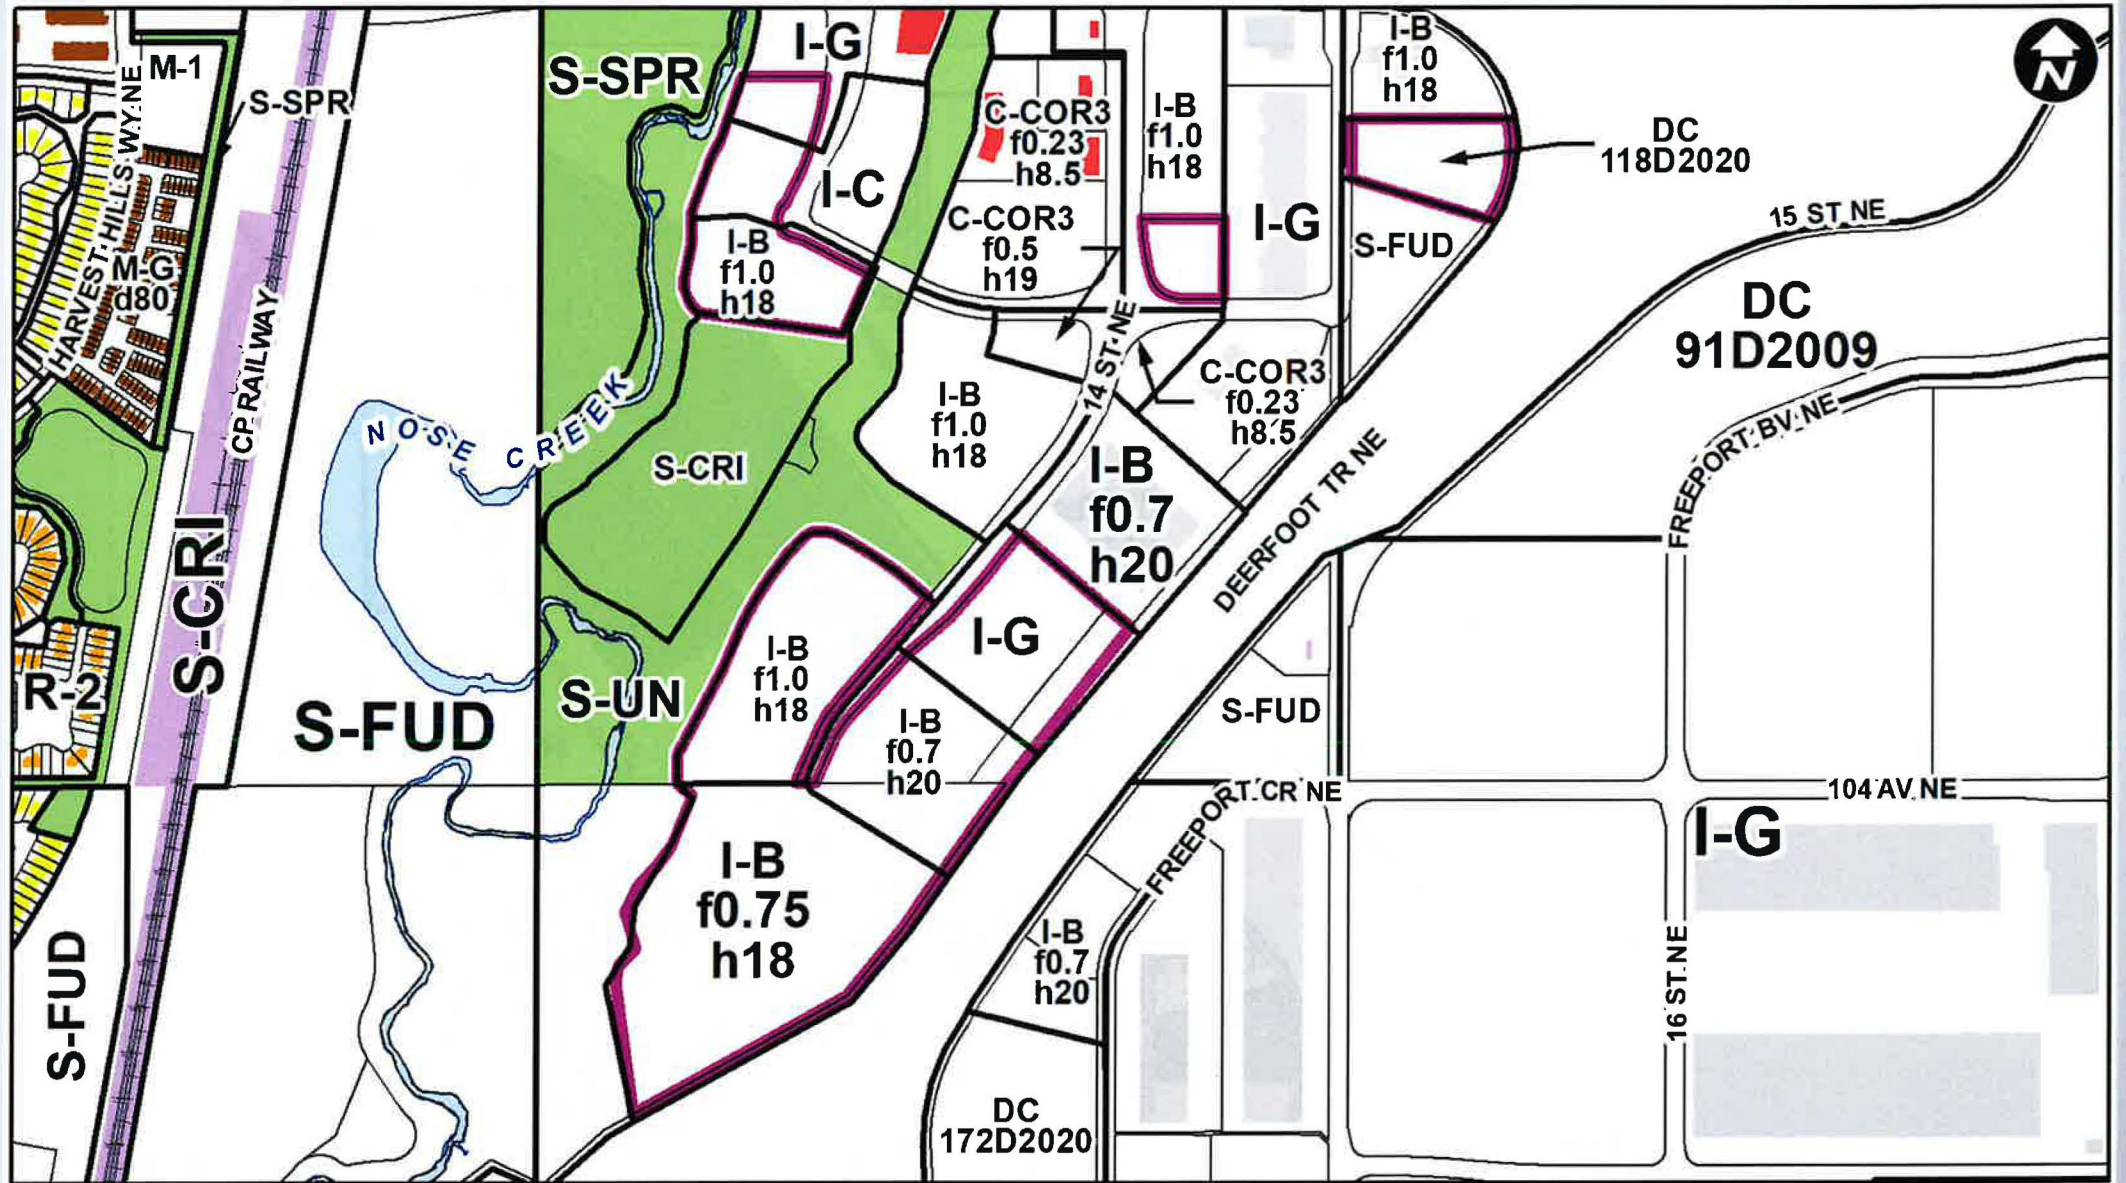 M-1
HARVEST HILLS WY NE
S-SPR
M-G
d80
CP RAILWAY
S-CRI
R-2
S-FUD
S-FUD
NOSE CREEK
S-SPR
I-G
I-C
I-B
f1.0
h18
S-CRI
S-UN
C-COR3
f0.23
h8.5
C-COR3
f0.5
h19
I-B
f1.0
h18
I-G
I-B
f1.0
h18
DC
118D2020
S-FUD
15 ST NE
N
DC
91D2009
14 ST NE
C-COR3
f0.23
h8.5
I-B
f1.0
h18
I-B
f0.7
h20
DEERFOOT TR NE
FREEPORT BV NE
I-B
f1.0
h18
I-G
I-B
f0.7
h20
S-FUD
I-B
f0.75
h18
FREEPORT CR NE
104 AV NE
I-G
16 ST NE
I-B
f0.7
h20
DC
172D2020